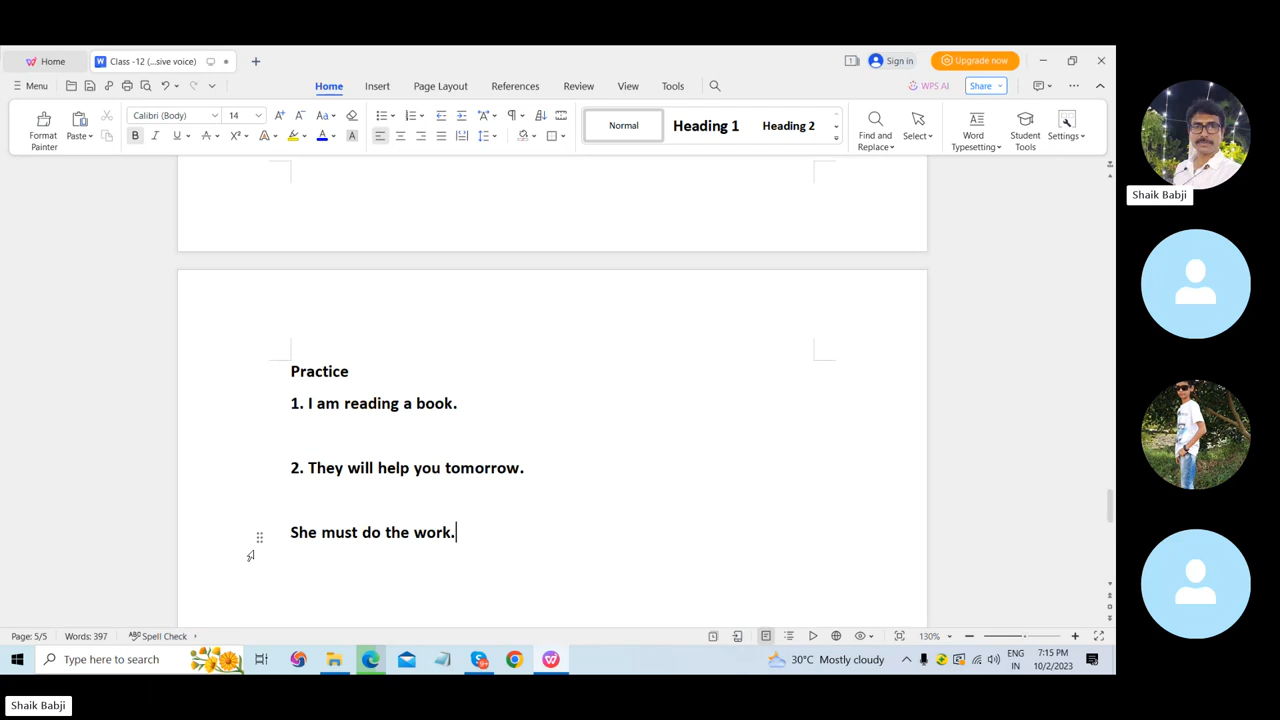 Home
Class -12 (...sive voice)
Sign in
Upgrade now
Menu
Home
Insert
Page Layout
References
Review
View
Tools
WPS AI
Share
Format
Painter
Paste
Calibri (Body)
14
Normal
Heading 1
Heading 2
Find and
Replace
Select
Word
Typesetting
Student
Tools
Settings
Practice
1. I am reading a book.
2. They will help you tomorrow.
She must do the work.
Shaik Babji
Page: 5/5
Words: 397
Spell Check
130%
Type here to search
30°C Mostly cloudy
ENG
IN
7:15 PM
10/2/2023
Shaik Babji